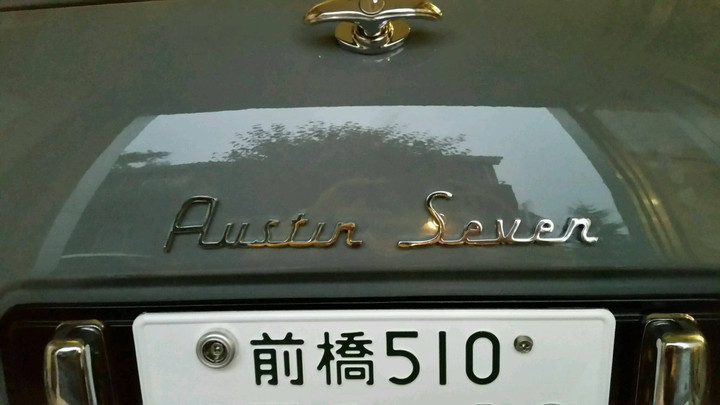 Austin Seven
前橋510